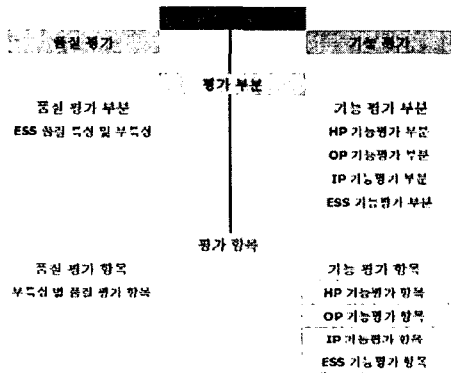 품질 평가
기능 평가
평가 부분
품질 평가 부분
ESS 품질 특성 및 부특성
기능 평가 부분
HP 기능평가 부분
OP 기능평가 부분
IP 기능평가 부분
ESS 기능평가 부분
평가 항목
품질 평가 항목
부특성 별 품질 평가 항목
기능 평가 항목
HP 기능평가 항목
OP 기능평가 항목
IP 기능평가 항목
ESS 기능평가 항목